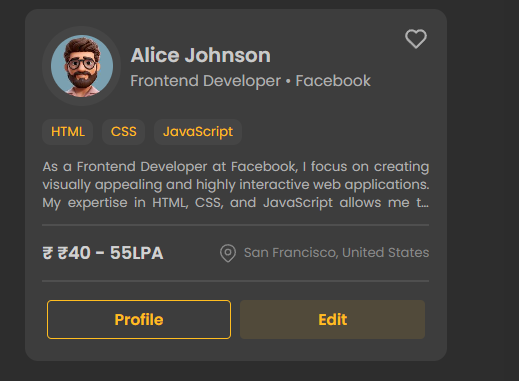 Alice Johnson
Frontend Developer • Facebook
HTML CSS JavaScript
As a Frontend Developer at Facebook, I focus on creating
visually appealing and highly interactive web applications.
My expertise in HTML, CSS, and JavaScript allows me t...
₹ ₹40 - 55LPA San Francisco, United States
Profile Edit